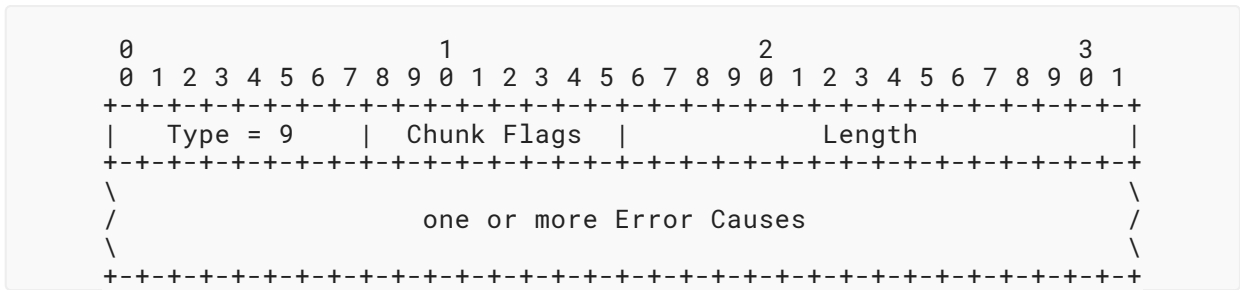 0                   1                   2                   3
 0 1 2 3 4 5 6 7 8 9 0 1 2 3 4 5 6 7 8 9 0 1 2 3 4 5 6 7 8 9 0 1
+-+-+-+-+-+-+-+-+-+-+-+-+-+-+-+-+-+-+-+-+-+-+-+-+-+-+-+-+-+-+-+-+
|   Type = 9    |  Chunk Flags  |            Length             |
+-+-+-+-+-+-+-+-+-+-+-+-+-+-+-+-+-+-+-+-+-+-+-+-+-+-+-+-+-+-+-+-+
\                                                               \
/                   one or more Error Causes                    /
\                                                               \
+-+-+-+-+-+-+-+-+-+-+-+-+-+-+-+-+-+-+-+-+-+-+-+-+-+-+-+-+-+-+-+-+